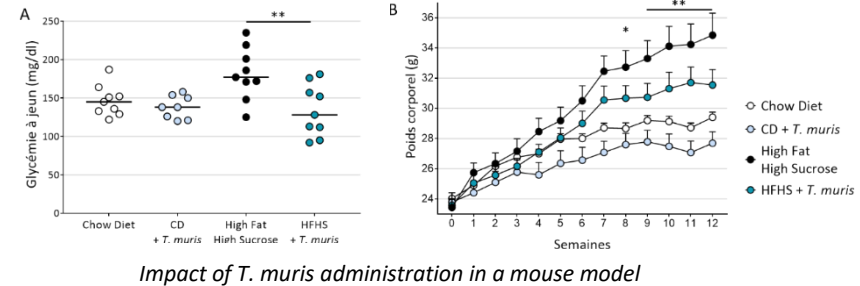 A
**
Glycémie à jeun (mg/dl)
250
200
150
100
50
0
Chow Diet
CD
+ T. muris
High Fat
High Sucrose
HFHS
+ T. muris
B
**
*
Poids corporel (g)
36
34
32
30
28
26
24
0 1 2 3 4 5 6 7 8 9 10 11 12
Semaines
Chow Diet
CD + T. muris
High Fat
High Sucrose
HFHS + T. muris
Impact of T. muris administration in a mouse model